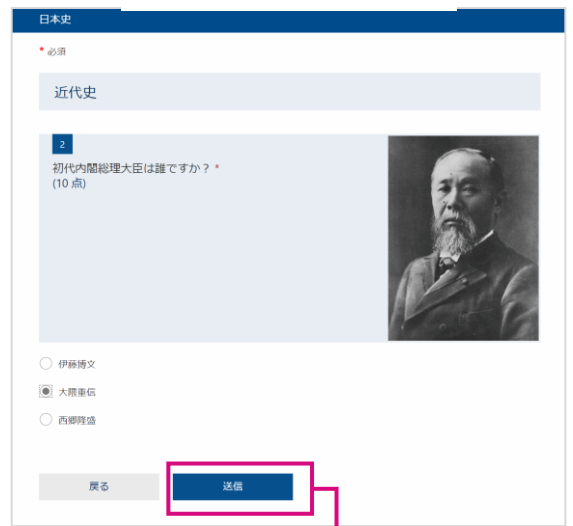 日本史
* 必須
近代史
2
初代内閣総理大臣は誰ですか？ *
(10 点)
伊藤博文
大隈重信
西郷隆盛
戻る
送信